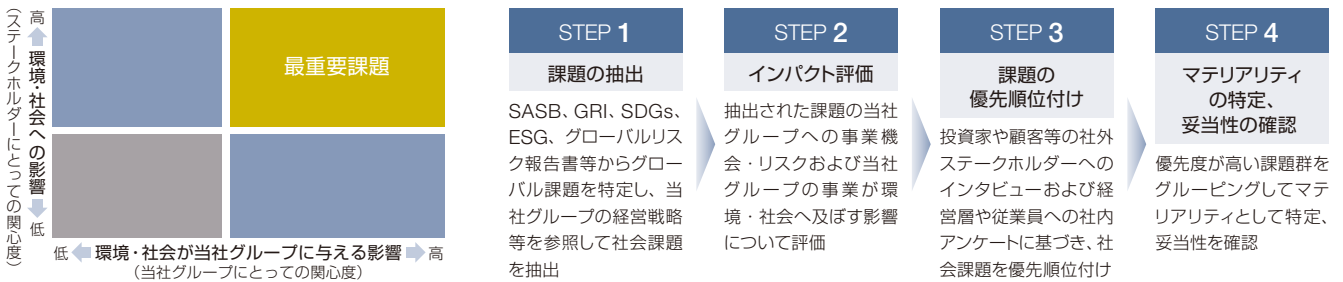 高
環境・社会への影響
(ステークホルダーにとっての関心度)
低
最重要課題
低
環境・社会が当社グループに与える影響
高
(当社グループにとっての関心度)
STEP 1
課題の抽出
SASB、GRI、SDGs、
ESG、グローバルリス
ク報告書等からグロー
バル課題を特定し、当
社グループの経営戦略
等を参照して社会課題
を抽出
STEP 2
インパクト評価
抽出された課題の当社
グループへの事業機
会・リスクおよび当社
グループの事業が環
境・社会へ及ぼす影響
について評価
STEP 3
課題の
優先順位付け
投資家や顧客等の社外
ステークホルダーへの
インタビューおよび経
営層や従業員への社内
アンケートに基づき、社
会課題を優先順位付け
STEP 4
マテリアリティ
の特定、
妥当性の確認
優先度が高い課題群を
グルーピングしてマテ
リアリティとして特定、
妥当性を確認